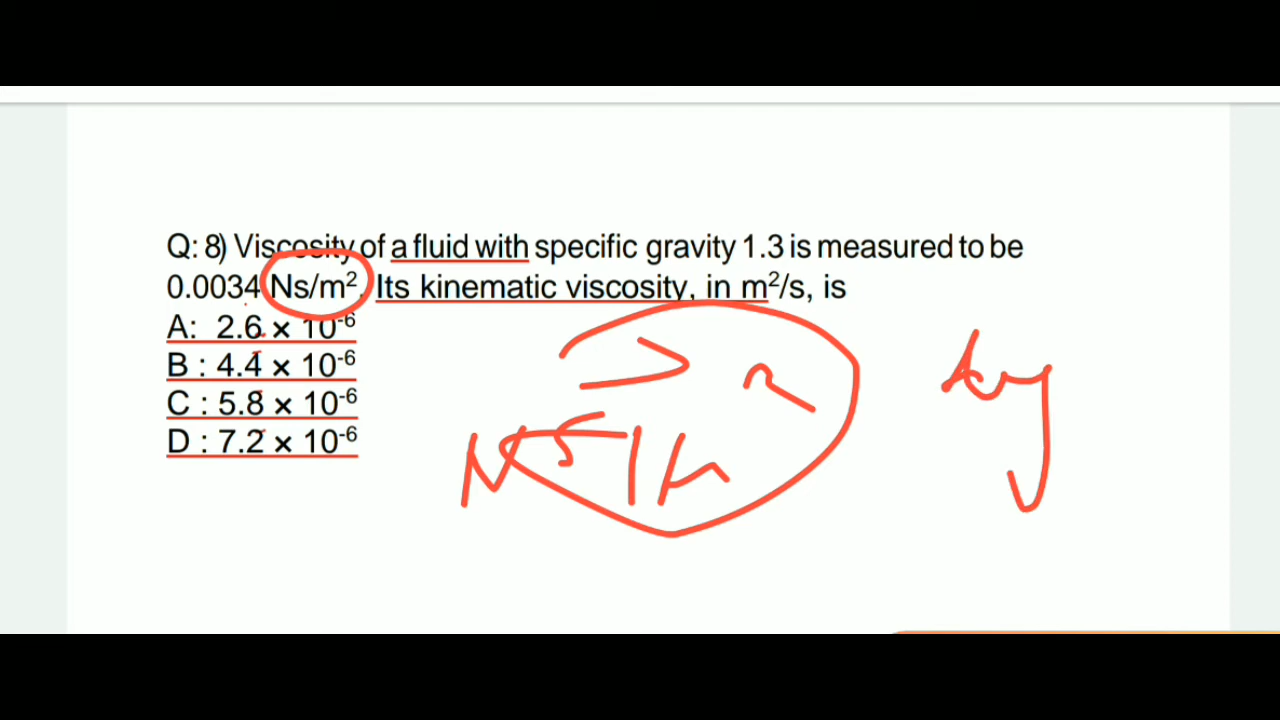 Q: 8) Viscosity of a fluid with specific gravity 1.3 is measured to be
0.0034 Ns/m². Its kinematic viscosity, in m²/s, is
A: 2.6 × 10⁻⁶
B : 4.4 × 10⁻⁶
C : 5.8 × 10⁻⁶
D : 7.2 × 10⁻⁶